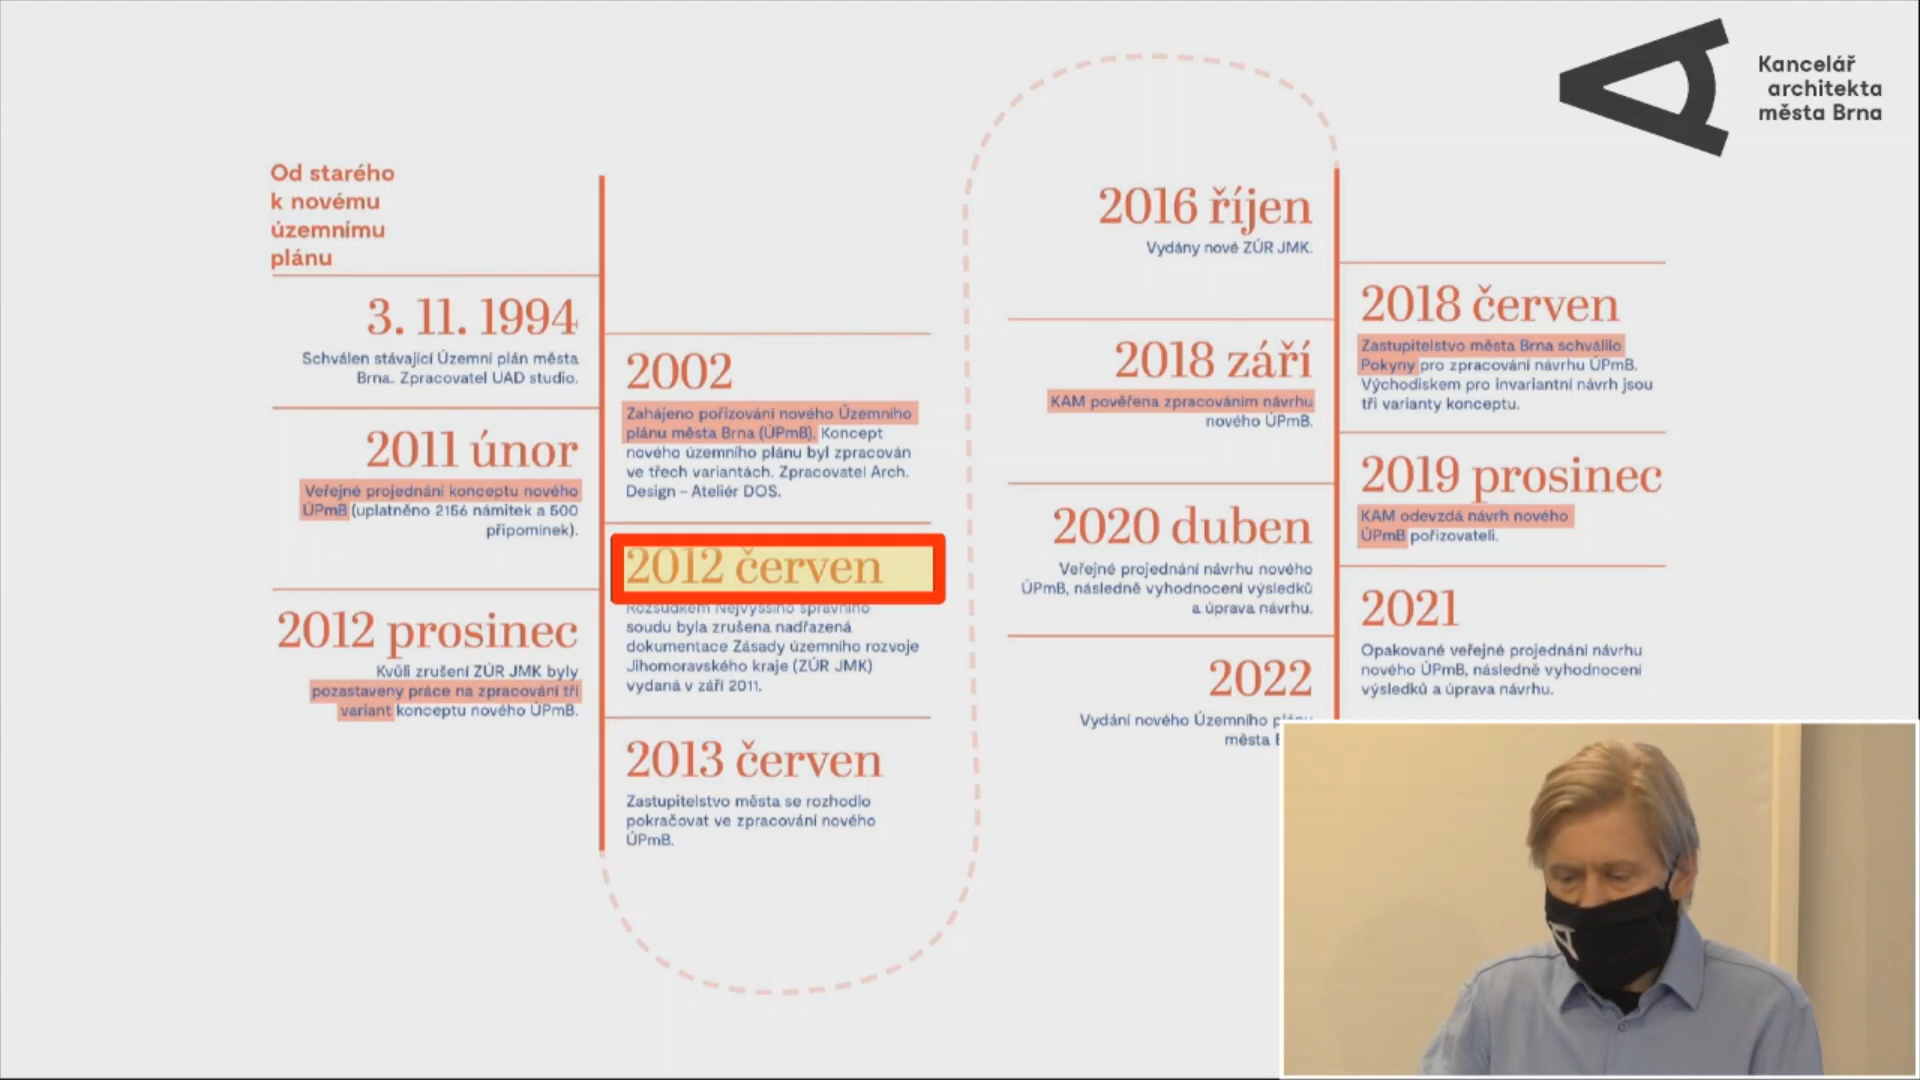 Kancelář
architekta
města Brna
Od starého
k novému
územnímu
plánu
3. 11. 1994
Schválen stávající Územní plán města
Brna. Zpracovatel UAD studio.
2002
Zahájeno pořizování nového Územního
plánu města Brna (ÚPmB). Koncept
nového územního plánu byl zpracován
ve třech variantách. Zpracovatel Arch.
Design – Ateliér DOS.
2011 únor
Veřejné projednání konceptu nového
ÚPmB (uplatněno 2156 námitek a 500
připomínek).
2012 červen
Rozsudkem Nejvyššího správního
soudu byla zrušena nadřazená
dokumentace Zásady územního rozvoje
Jihomoravského kraje (ZÚR JMK)
vydaná v září 2011.
2012 prosinec
Kvůli zrušení ZÚR JMK byly
pozastaveny práce na zpracování tří
variant konceptu nového ÚPmB.
2013 červen
Zastupitelstvo města se rozhodlo
pokračovat ve zpracování nového
ÚPmB.
2016 říjen
Vydány nové ZÚR JMK.
2018 červen
Zastupitelstvo města Brna schválilo
Pokyny pro zpracování návrhu ÚPmB.
Východiskem pro invariantní návrh jsou
tři varianty konceptu.
2018 září
KAM pověřena zpracováním návrhu
nového ÚPmB.
2019 prosinec
KAM odevzdá návrh nového
ÚPmB pořizovateli.
2020 duben
Veřejné projednání návrhu nového
ÚPmB, následné vyhodnocení výsledků
a úprava návrhu.
2021
Opakované veřejné projednání návrhu
nového ÚPmB, následné vyhodnocení
výsledků a úprava návrhu.
2022
Vydání nového Územního plánu
města